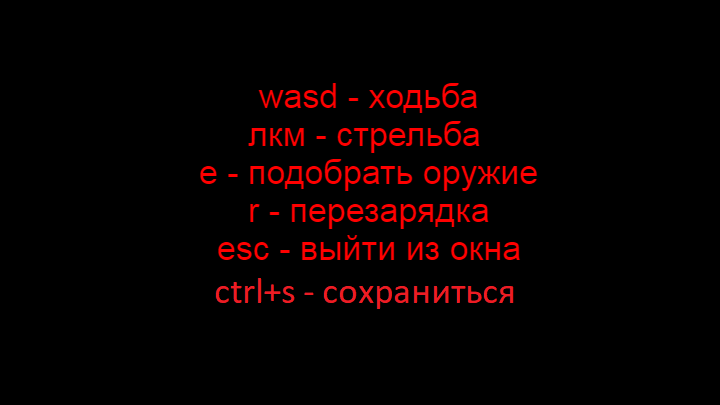 wasd - ходьба
лкм - стрельба
е - подобрать оружие
r - перезарядка
esc - выйти из окна
ctrl+s - сохраниться